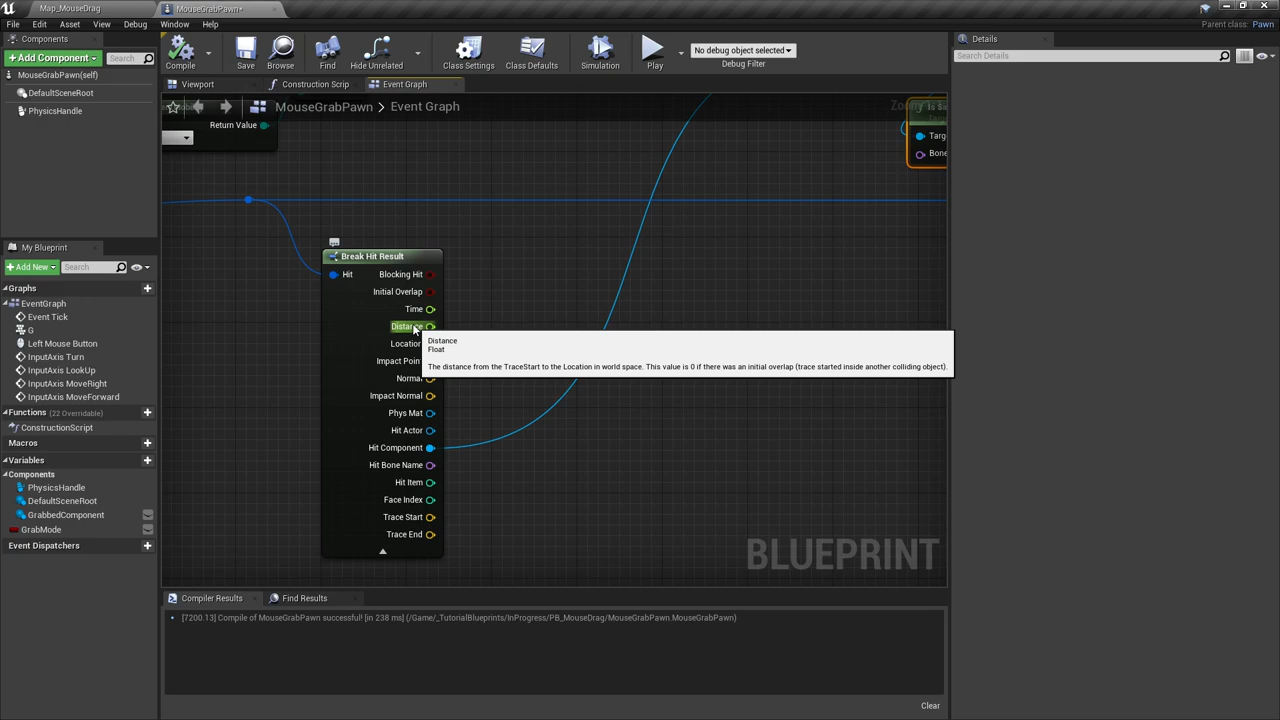 Map_MouseDrag
MouseGrabPawn*
File Edit Asset View Debug Window Help
Parent class: Pawn
Components
+ Add Component
Search
MouseGrabPawn(self)
DefaultSceneRoot
PhysicsHandle
Compile
Save
Browse
Find
Hide Unrelated
Class Settings
Class Defaults
Simulation
Play
No debug object selected
Debug Filter
Details
Search Details
Viewport
Construction Scrip
Event Graph
MouseGrabPawn > Event Graph
Return Value
Targ
Bone
Break Hit Result
Hit
Blocking Hit
Initial Overlap
Time
Distance
Location
Impact Point
Normal
Impact Normal
Phys Mat
Hit Actor
Hit Component
Hit Bone Name
Hit Item
Face Index
Trace Start
Trace End
Distance
Float
The distance from the TraceStart to the Location in world space. This value is 0 if there was an initial overlap (trace started inside another colliding object).
BLUEPRINT
My Blueprint
+ Add New
Search
Graphs
EventGraph
Event Tick
G
Left Mouse Button
InputAxis Turn
InputAxis LookUp
InputAxis MoveRight
InputAxis MoveForward
Functions (22 Overridable)
ConstructionScript
Macros
Variables
Components
PhysicsHandle
DefaultSceneRoot
GrabbedComponent
GrabMode
Event Dispatchers
Compiler Results
Find Results
[7200.13] Compile of MouseGrabPawn successful! [in 238 ms] (/Game/_TutorialBlueprints/InProgress/PB_MouseDrag/MouseGrabPawn.MouseGrabPawn)
Clear